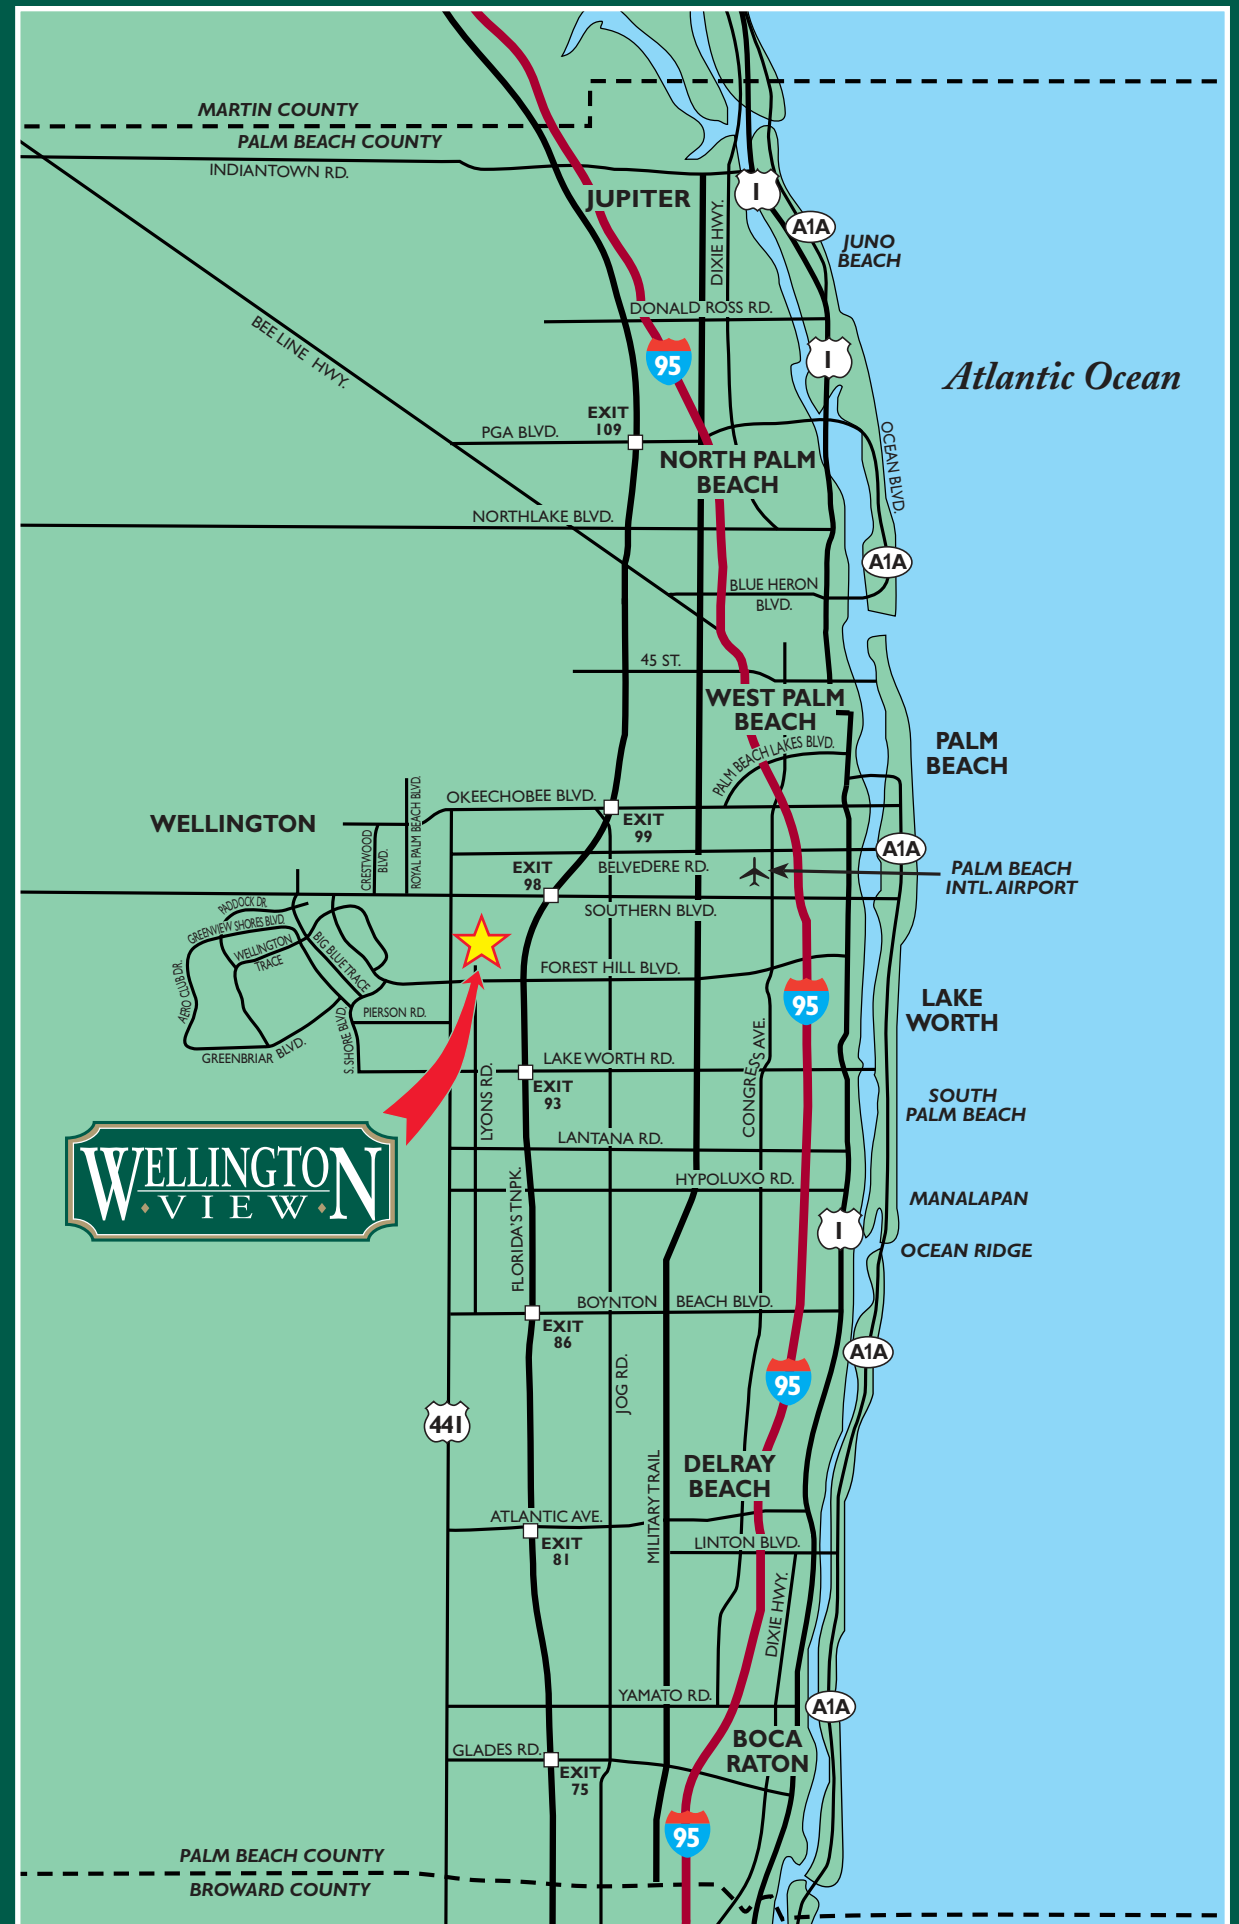 MARTIN COUNTY
PALM BEACH COUNTY
INDIANTOWN RD.
JUPITER
1
DIXIE HWY.
A1A
JUNO
BEACH
DONALD ROSS RD.
BEE LINE HWY.
95
1
Atlantic Ocean
EXIT
109
PGA BLVD.
OCEAN BLVD.
NORTH PALM
BEACH
NORTHLAKE BLVD.
A1A
BLUE HERON
BLVD.
45 ST.
WEST PALM
BEACH
PALM
BEACH
PALM BEACH LAKES BLVD.
OKEECHOBEE BLVD.
ROYAL PALM BEACH BLVD.
WELLINGTON
EXIT
99
CRESTWOOD
BLVD.
A1A
EXIT
98
BELVEDERE RD.
PALM BEACH
INTL. AIRPORT
SOUTHERN BLVD.
PADDOCK DR.
GREENVIEW SHORES BLVD.
WELLINGTON
TRACE
BIG BLUE TRACE
FOREST HILL BLVD.
AERO CLUB DR.
95
LAKE
WORTH
PIERSON RD.
S. SHORE BLVD.
GREENBRIAR BLVD.
CONGRESS AVE.
LAKE WORTH RD.
EXIT
93
LYONS RD.
SOUTH
PALM BEACH
LANTANA RD.
WELLINGTON
VIEW
HYPOLUXO RD.
MANALAPAN
FLORIDA'S TNPK.
1
OCEAN RIDGE
BOYNTON BEACH BLVD.
EXIT
86
A1A
95
JOG RD.
441
DELRAY
BEACH
MILITARY TRAIL
ATLANTIC AVE.
EXIT
81
LINTON BLVD.
DIXIE HWY.
YAMATO RD.
A1A
BOCA
RATON
GLADES RD.
EXIT
75
95
PALM BEACH COUNTY
BROWARD COUNTY